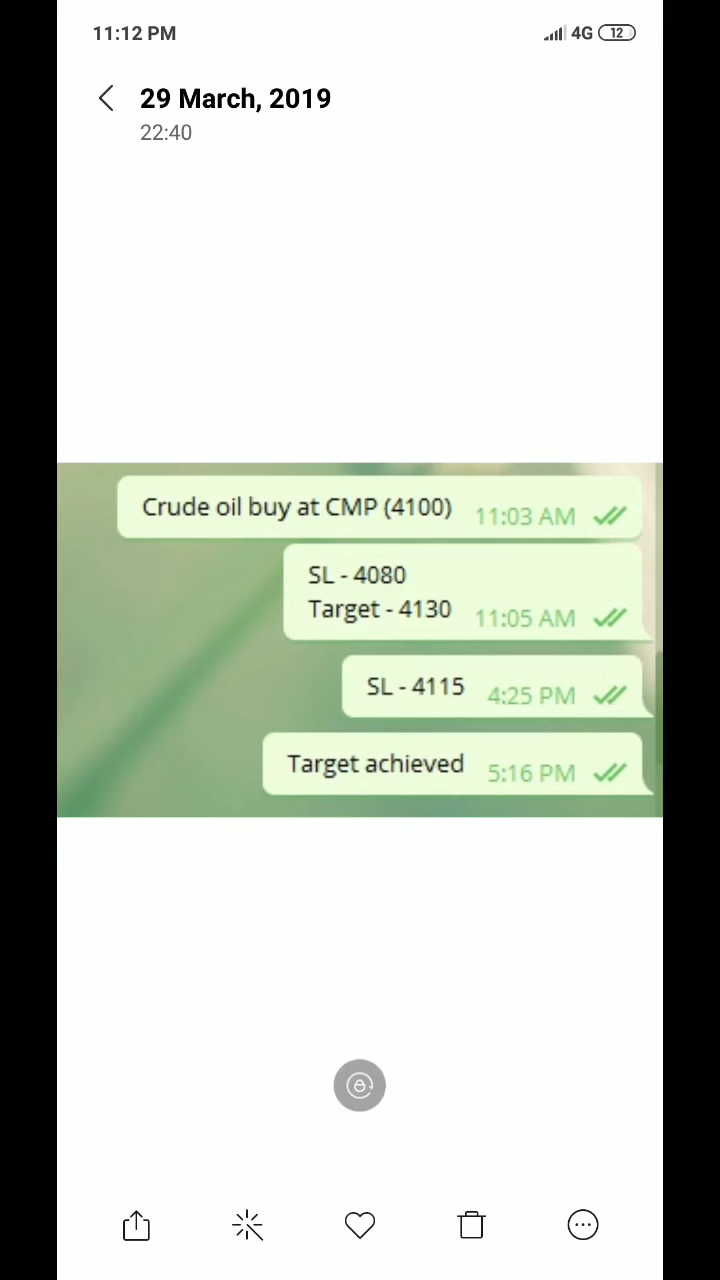 11:12 PM 4G 12
29 March, 2019
22:40
Crude oil buy at CMP (4100) 11:03 AM
SL - 4080
Target - 4130 11:05 AM
SL - 4115 4:25 PM
Target achieved 5:16 PM